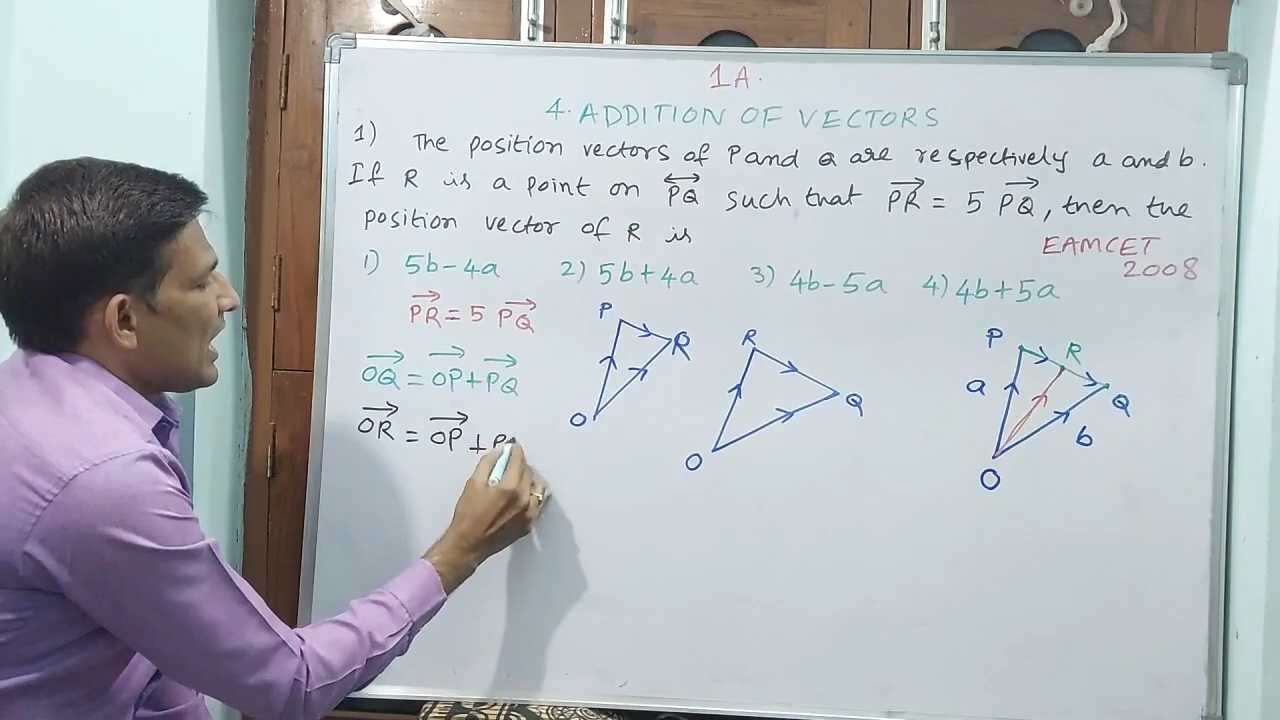 1A.
4. ADDITION OF VECTORS
1) The position vectors of P and Q are respectively a and b.
If R is a point on PQ such that PR = 5 PQ, then the
position vector of R is
EAMCET
2008
1) 5b-4a 2) 5b+4a 3) 4b-5a 4) 4b+5a
PR = 5 PQ
OQ = OP+PQ
OR = OP +
P
R
O
R
Q
O
P
R
a
Q
b
O